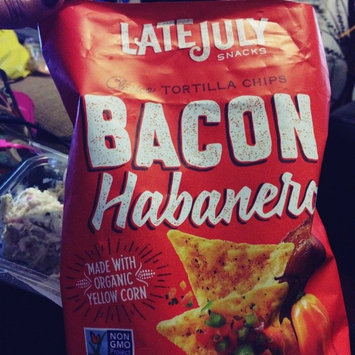 LATE JULY
SNACKS
TORTILLA CHIPS
BACON
Habanero
MADE WITH
ORGANIC
YELLOW CORN
NON
GMO